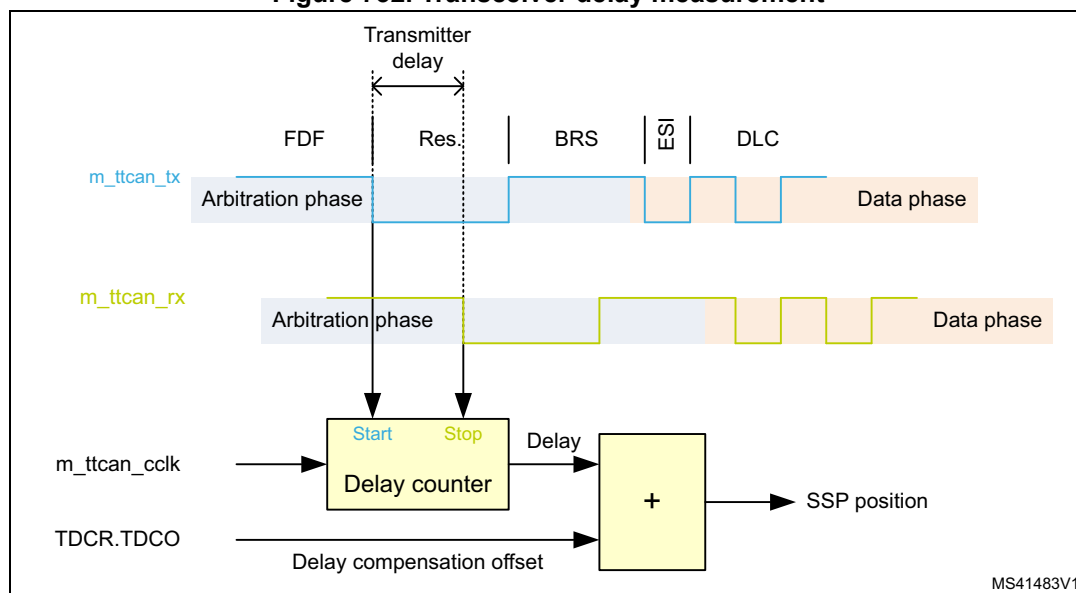 Transmitter
delay
FDF Res. BRS ESI DLC
m_ttcan_tx
Arbitration phase Data phase
m_ttcan_rx
Arbitration phase Data phase
Start Stop
Delay
m_ttcan_cclk
Delay counter
+
SSP position
TDCR.TDCO
Delay compensation offset
MS41483V1